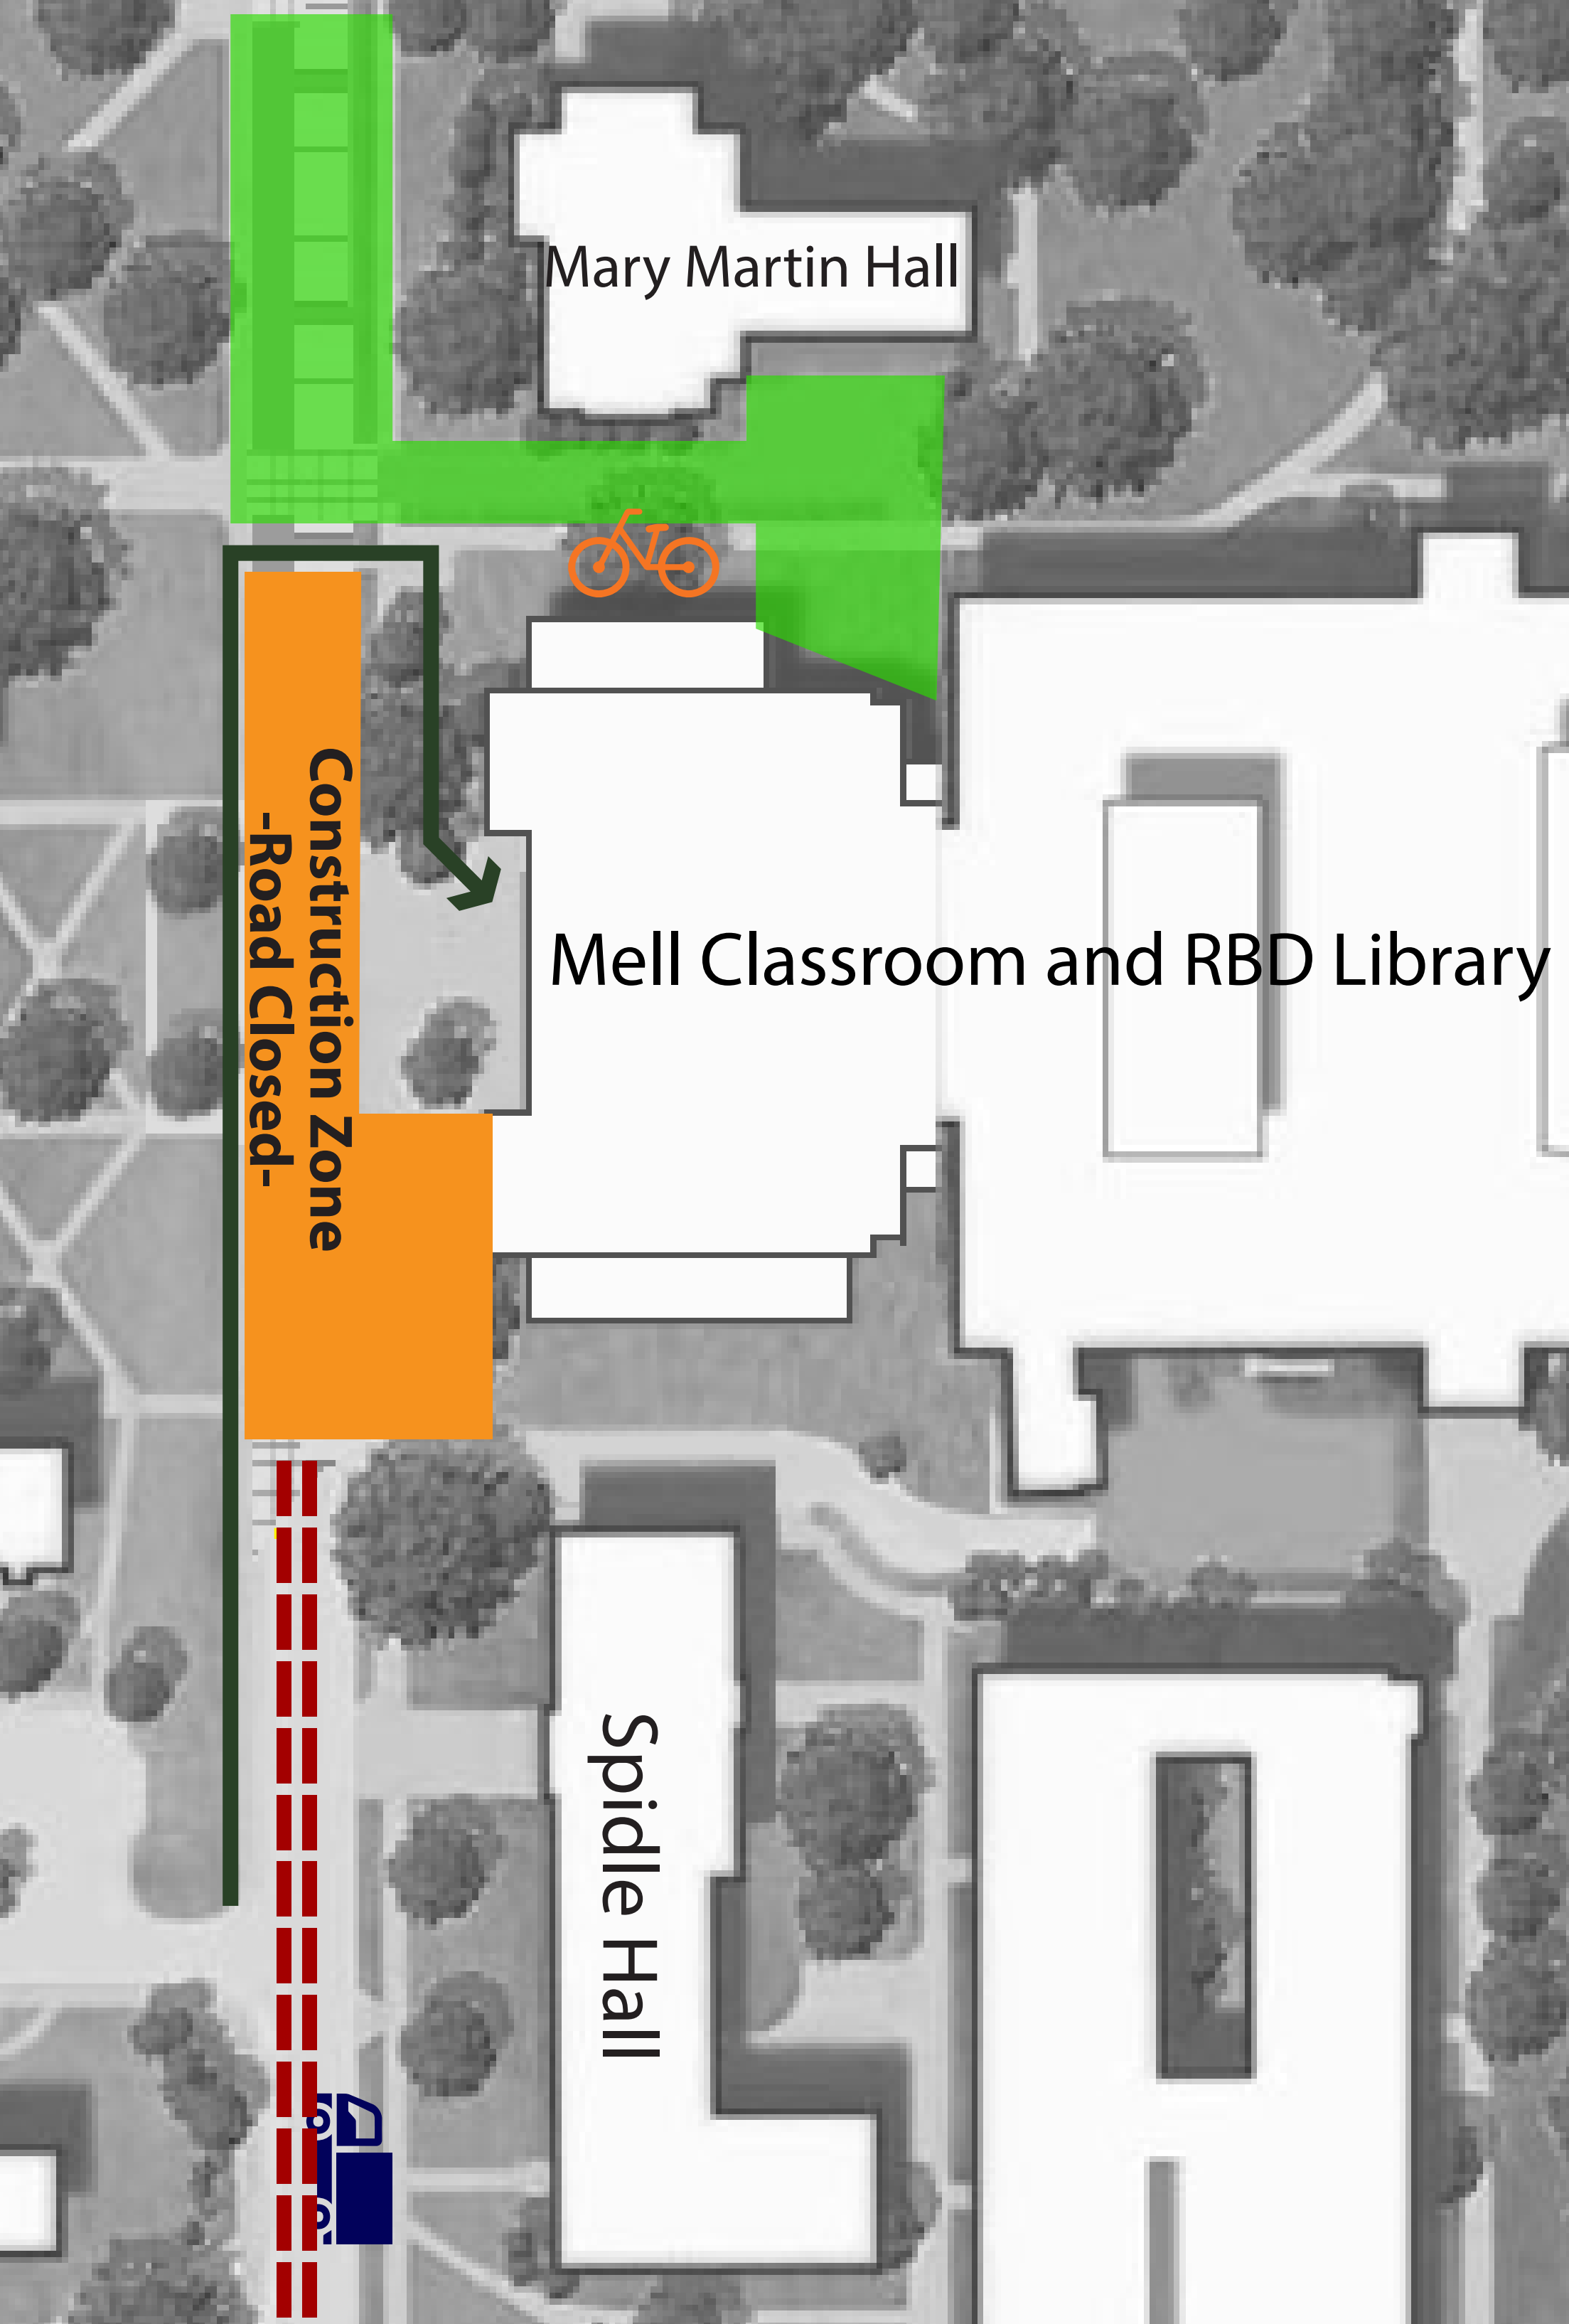 Mary Martin Hall
Construction Zone
-Road Closed-
Mell Classroom and RBD Library
Spidle Hall